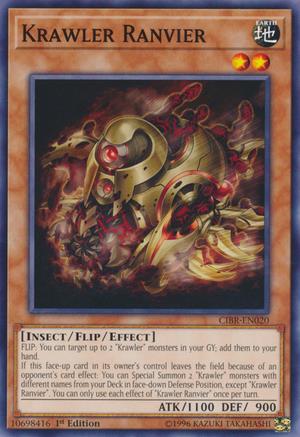 Krawler Ranvier
EARTH
地
CIBR-EN020
[Insect/Flip/Effect]
FLIP: You can target up to 2 "Krawler" monsters in your GY; add them to your
hand.
If this face-up card in its owner's control leaves the field because of an
opponent's card effect: You can Special Summon 2 "Krawler" monsters with
different names from your Deck in face-down Defense Position, except "Krawler
Ranvier". You can only use each effect of "Krawler Ranvier" once per turn.
ATK/1100 DEF/ 900
10698416 1st Edition ©1996 KAZUKI TAKAHASHI